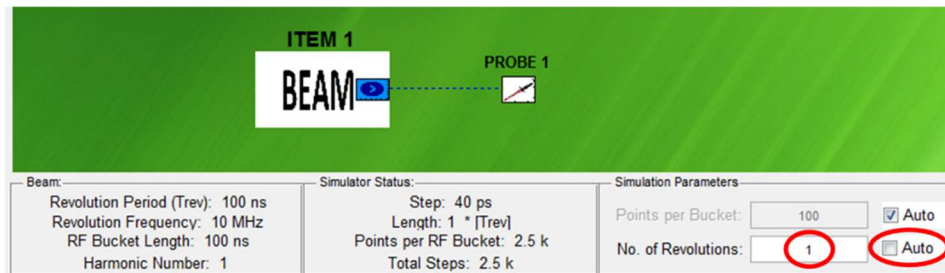 ITEM 1
BEAM
PROBE 1
Beam:
Revolution Period (Trev): 100 ns
Revolution Frequency: 10 MHz
RF Bucket Length: 100 ns
Harmonic Number: 1
Simulator Status:
Step: 40 ps
Length: 1 * [Trev]
Points per RF Bucket: 2.5 k
Total Steps: 2.5 k
Simulation Parameters
Points per Bucket: 100 Auto
No. of Revolutions: 1 Auto